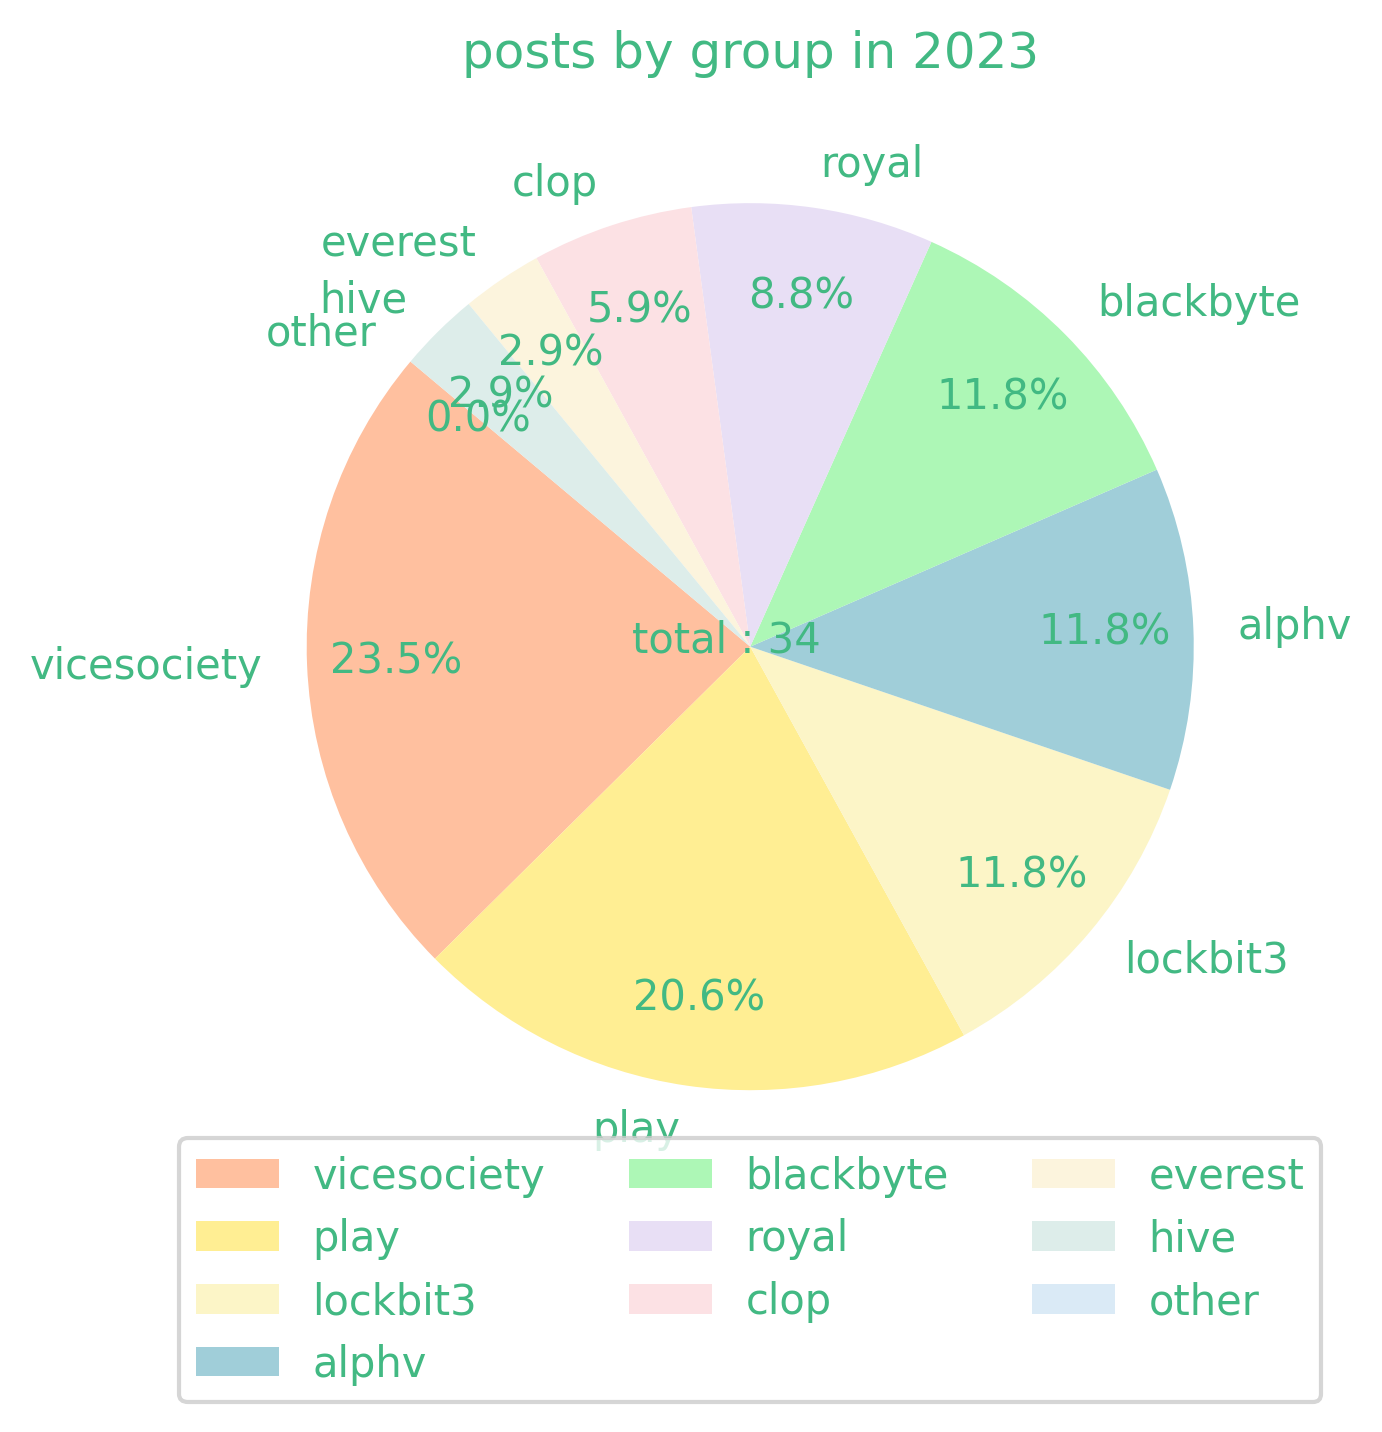 posts by group in 2023
royal
clop
everest
hive
other
blackbyte
8.8%
5.9%
2.9%
2.9%
0.0%
11.8%
alphv
11.8%
total : 34
vicesociety
23.5%
11.8%
lockbit3
20.6%
play
vicesociety
play
lockbit3
alphv
blackbyte
royal
clop
everest
hive
other